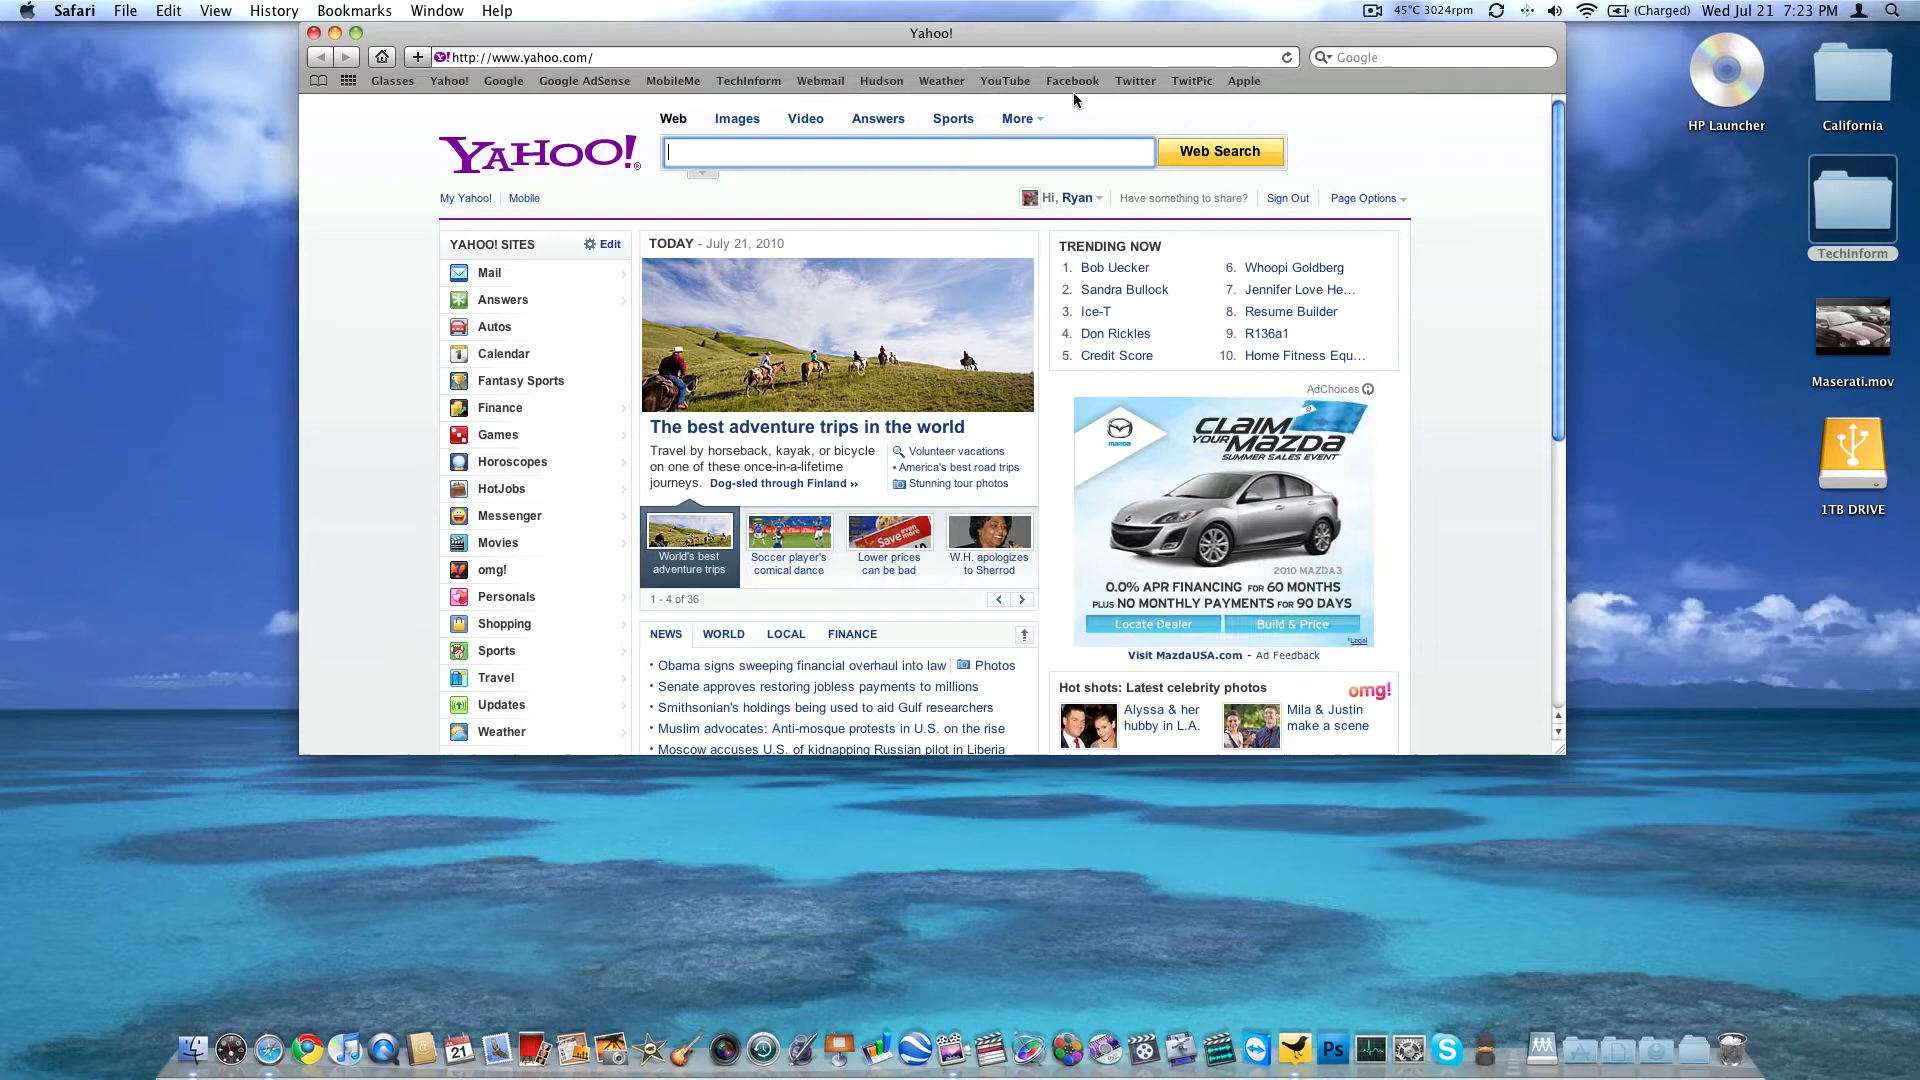 Safari File Edit View History Bookmarks Window Help
45°C 3024rpm (Charged) Wed Jul 21 7:23 PM
Yahoo!
http://www.yahoo.com/
Google
Glasses Yahoo! Google Google AdSense MobileMe TechInform Webmail Hudson Weather YouTube Facebook Twitter TwitPic Apple
Web Images Video Answers Sports More
YAHOO!®
Web Search
My Yahoo! Mobile
Hi, Ryan Have something to share? Sign Out Page Options
YAHOO! SITES Edit
Mail
Answers
Autos
Calendar
Fantasy Sports
Finance
Games
Horoscopes
HotJobs
Messenger
Movies
omg!
Personals
Shopping
Sports
Travel
Updates
Weather
TODAY - July 21, 2010
The best adventure trips in the world
Travel by horseback, kayak, or bicycle
on one of these once-in-a-lifetime
journeys. Dog-sled through Finland ››
Volunteer vacations
• America's best road trips
Stunning tour photos
World's best
adventure trips
Soccer player's
comical dance
Save even more
Lower prices
can be bad
W.H. apologizes
to Sherrod
1 - 4 of 36
NEWS WORLD LOCAL FINANCE
• Obama signs sweeping financial overhaul into law Photos
• Senate approves restoring jobless payments to millions
• Smithsonian's holdings being used to aid Gulf researchers
• Muslim advocates: Anti-mosque protests in U.S. on the rise
• Moscow accuses U.S. of kidnapping Russian pilot in Liberia
TRENDING NOW
1. Bob Uecker
2. Sandra Bullock
3. Ice-T
4. Don Rickles
5. Credit Score
6. Whoopi Goldberg
7. Jennifer Love He...
8. Resume Builder
9. R136a1
10. Home Fitness Equ...
AdChoices
mazda
CLAIM
YOUR MAZDA
SUMMER SALES EVENT
2010 MAZDA3
0.0% APR FINANCING FOR 60 MONTHS
PLUS NO MONTHLY PAYMENTS FOR 90 DAYS
Locate Dealer Build & Price
Legal
Visit MazdaUSA.com - Ad Feedback
Hot shots: Latest celebrity photos omg!
Alyssa & her
hubby in L.A.
Mila & Justin
make a scene
HP Launcher
California
TechInform
Maserati.mov
1TB DRIVE
21
Ps